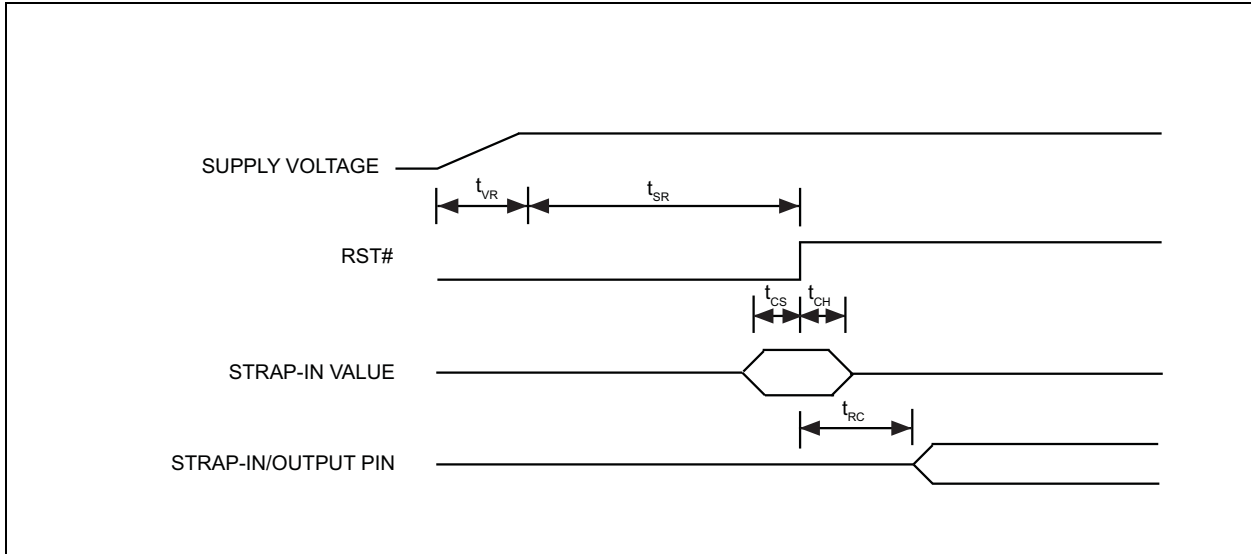 SUPPLY VOLTAGE
tVR
tSR
RST#
tCS
tCH
STRAP-IN VALUE
tRC
STRAP-IN/OUTPUT PIN